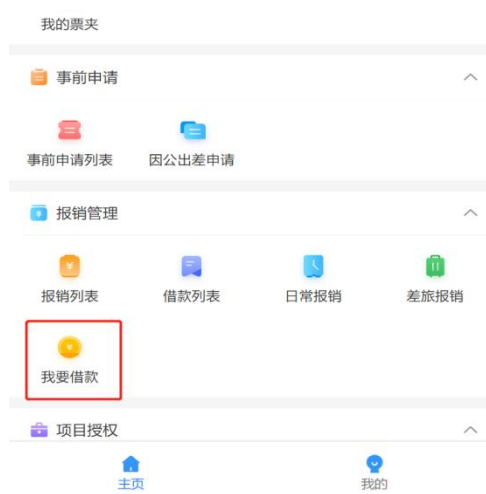 我的票夹
事前申请
事前申请列表 因公出差申请
报销管理
报销列表 借款列表 日常报销 差旅报销
我要借款
项目授权
主页 我的